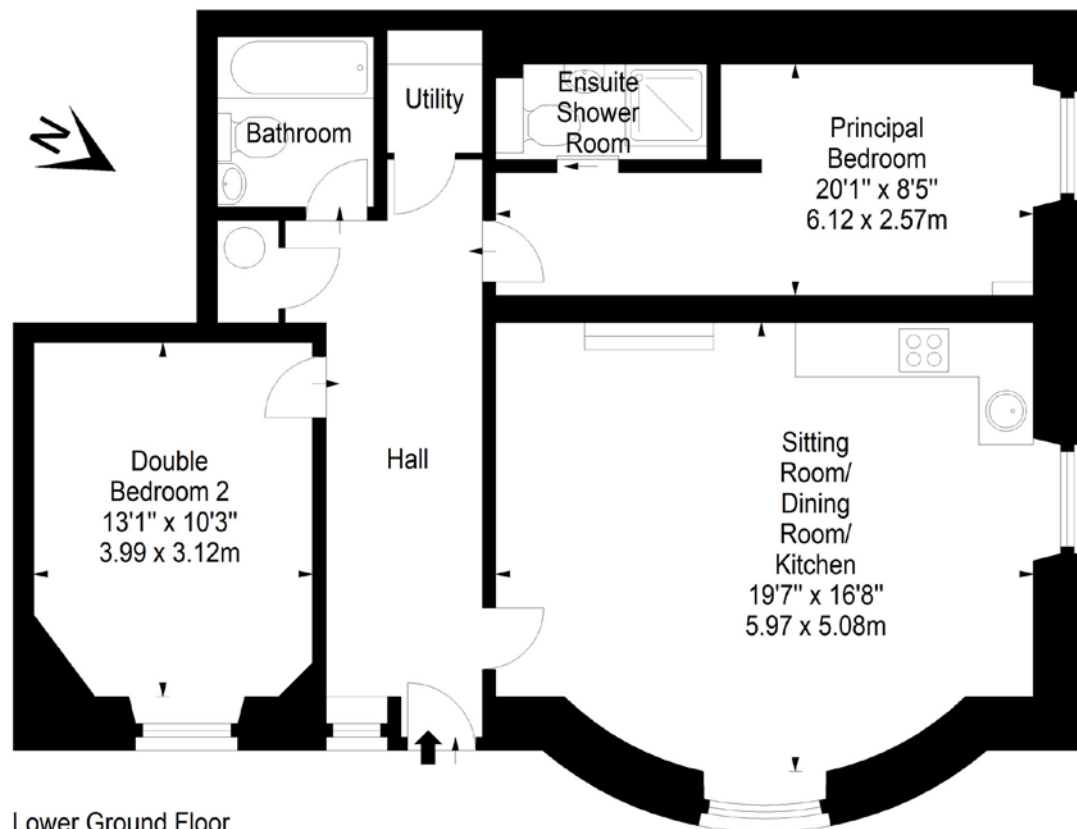 Bathroom
Utility
Ensuite
Shower
Room
Principal
Bedroom
20'1" x 8'5"
6.12 x 2.57m
N
Double
Bedroom 2
13'1" x 10'3"
3.99 x 3.12m
Hall
Sitting
Room/
Dining
Room/
Kitchen
19'7" x 16'8"
5.97 x 5.08m
Lower Ground Floor